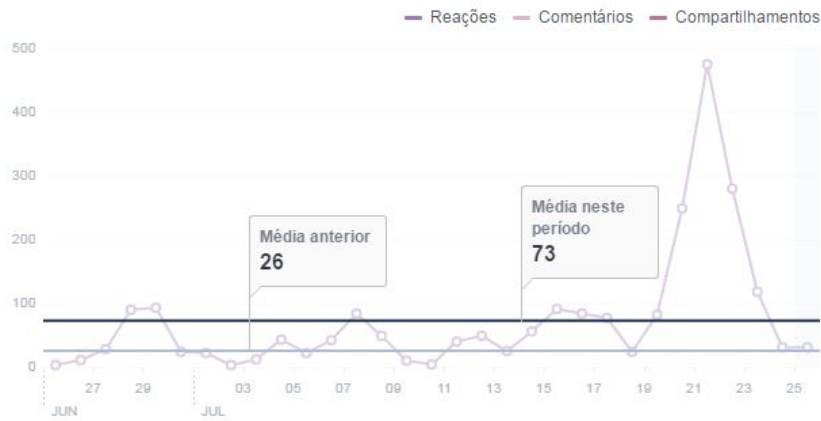 Reações Comentários Compartilhamentos
500
400
300
200
100
0
Média anterior
26
Média neste
período
73
27 29 03 05 07 09 11 13 15 17 19 21 23 25
JUN JUL